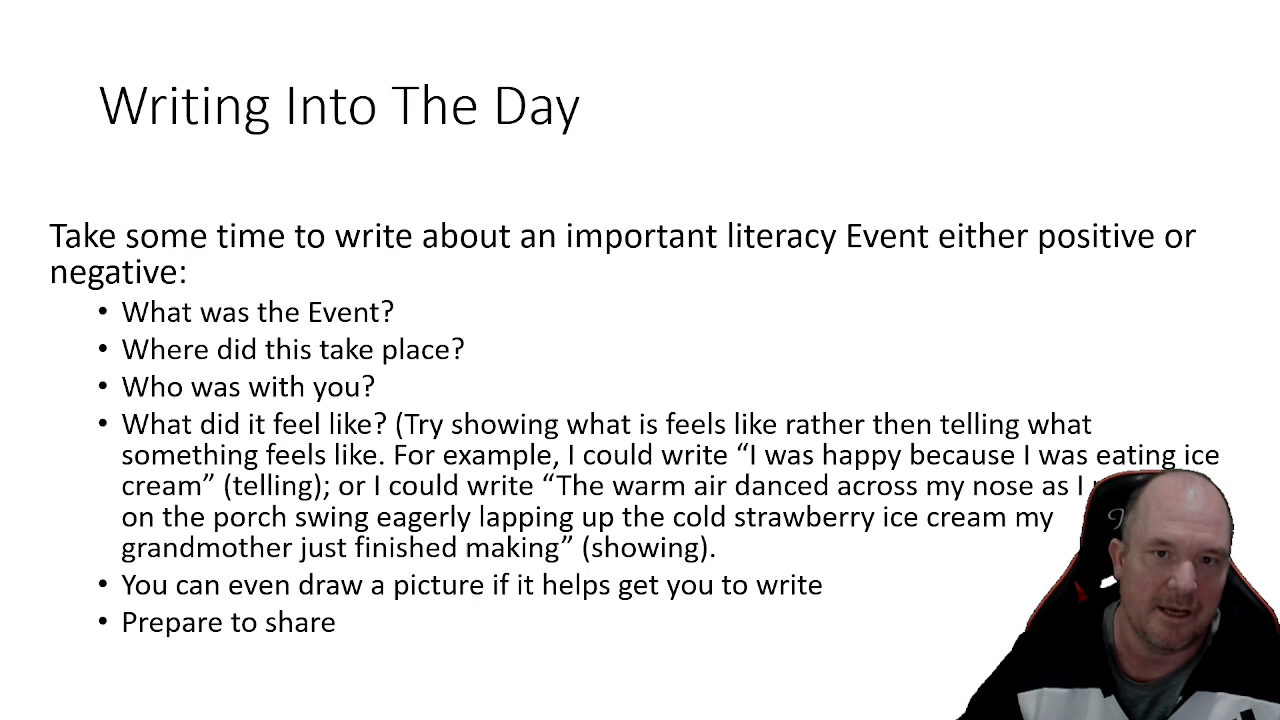 Writing Into The Day
Take some time to write about an important literacy Event either positive or
negative:
• What was the Event?
• Where did this take place?
• Who was with you?
• What did it feel like? (Try showing what is feels like rather then telling what
something feels like. For example, I could write “I was happy because I was eating ice
cream” (telling); or I could write “The warm air danced across my nose as I
on the porch swing eagerly lapping up the cold strawberry ice cream my
grandmother just finished making” (showing).
• You can even draw a picture if it helps get you to write
• Prepare to share